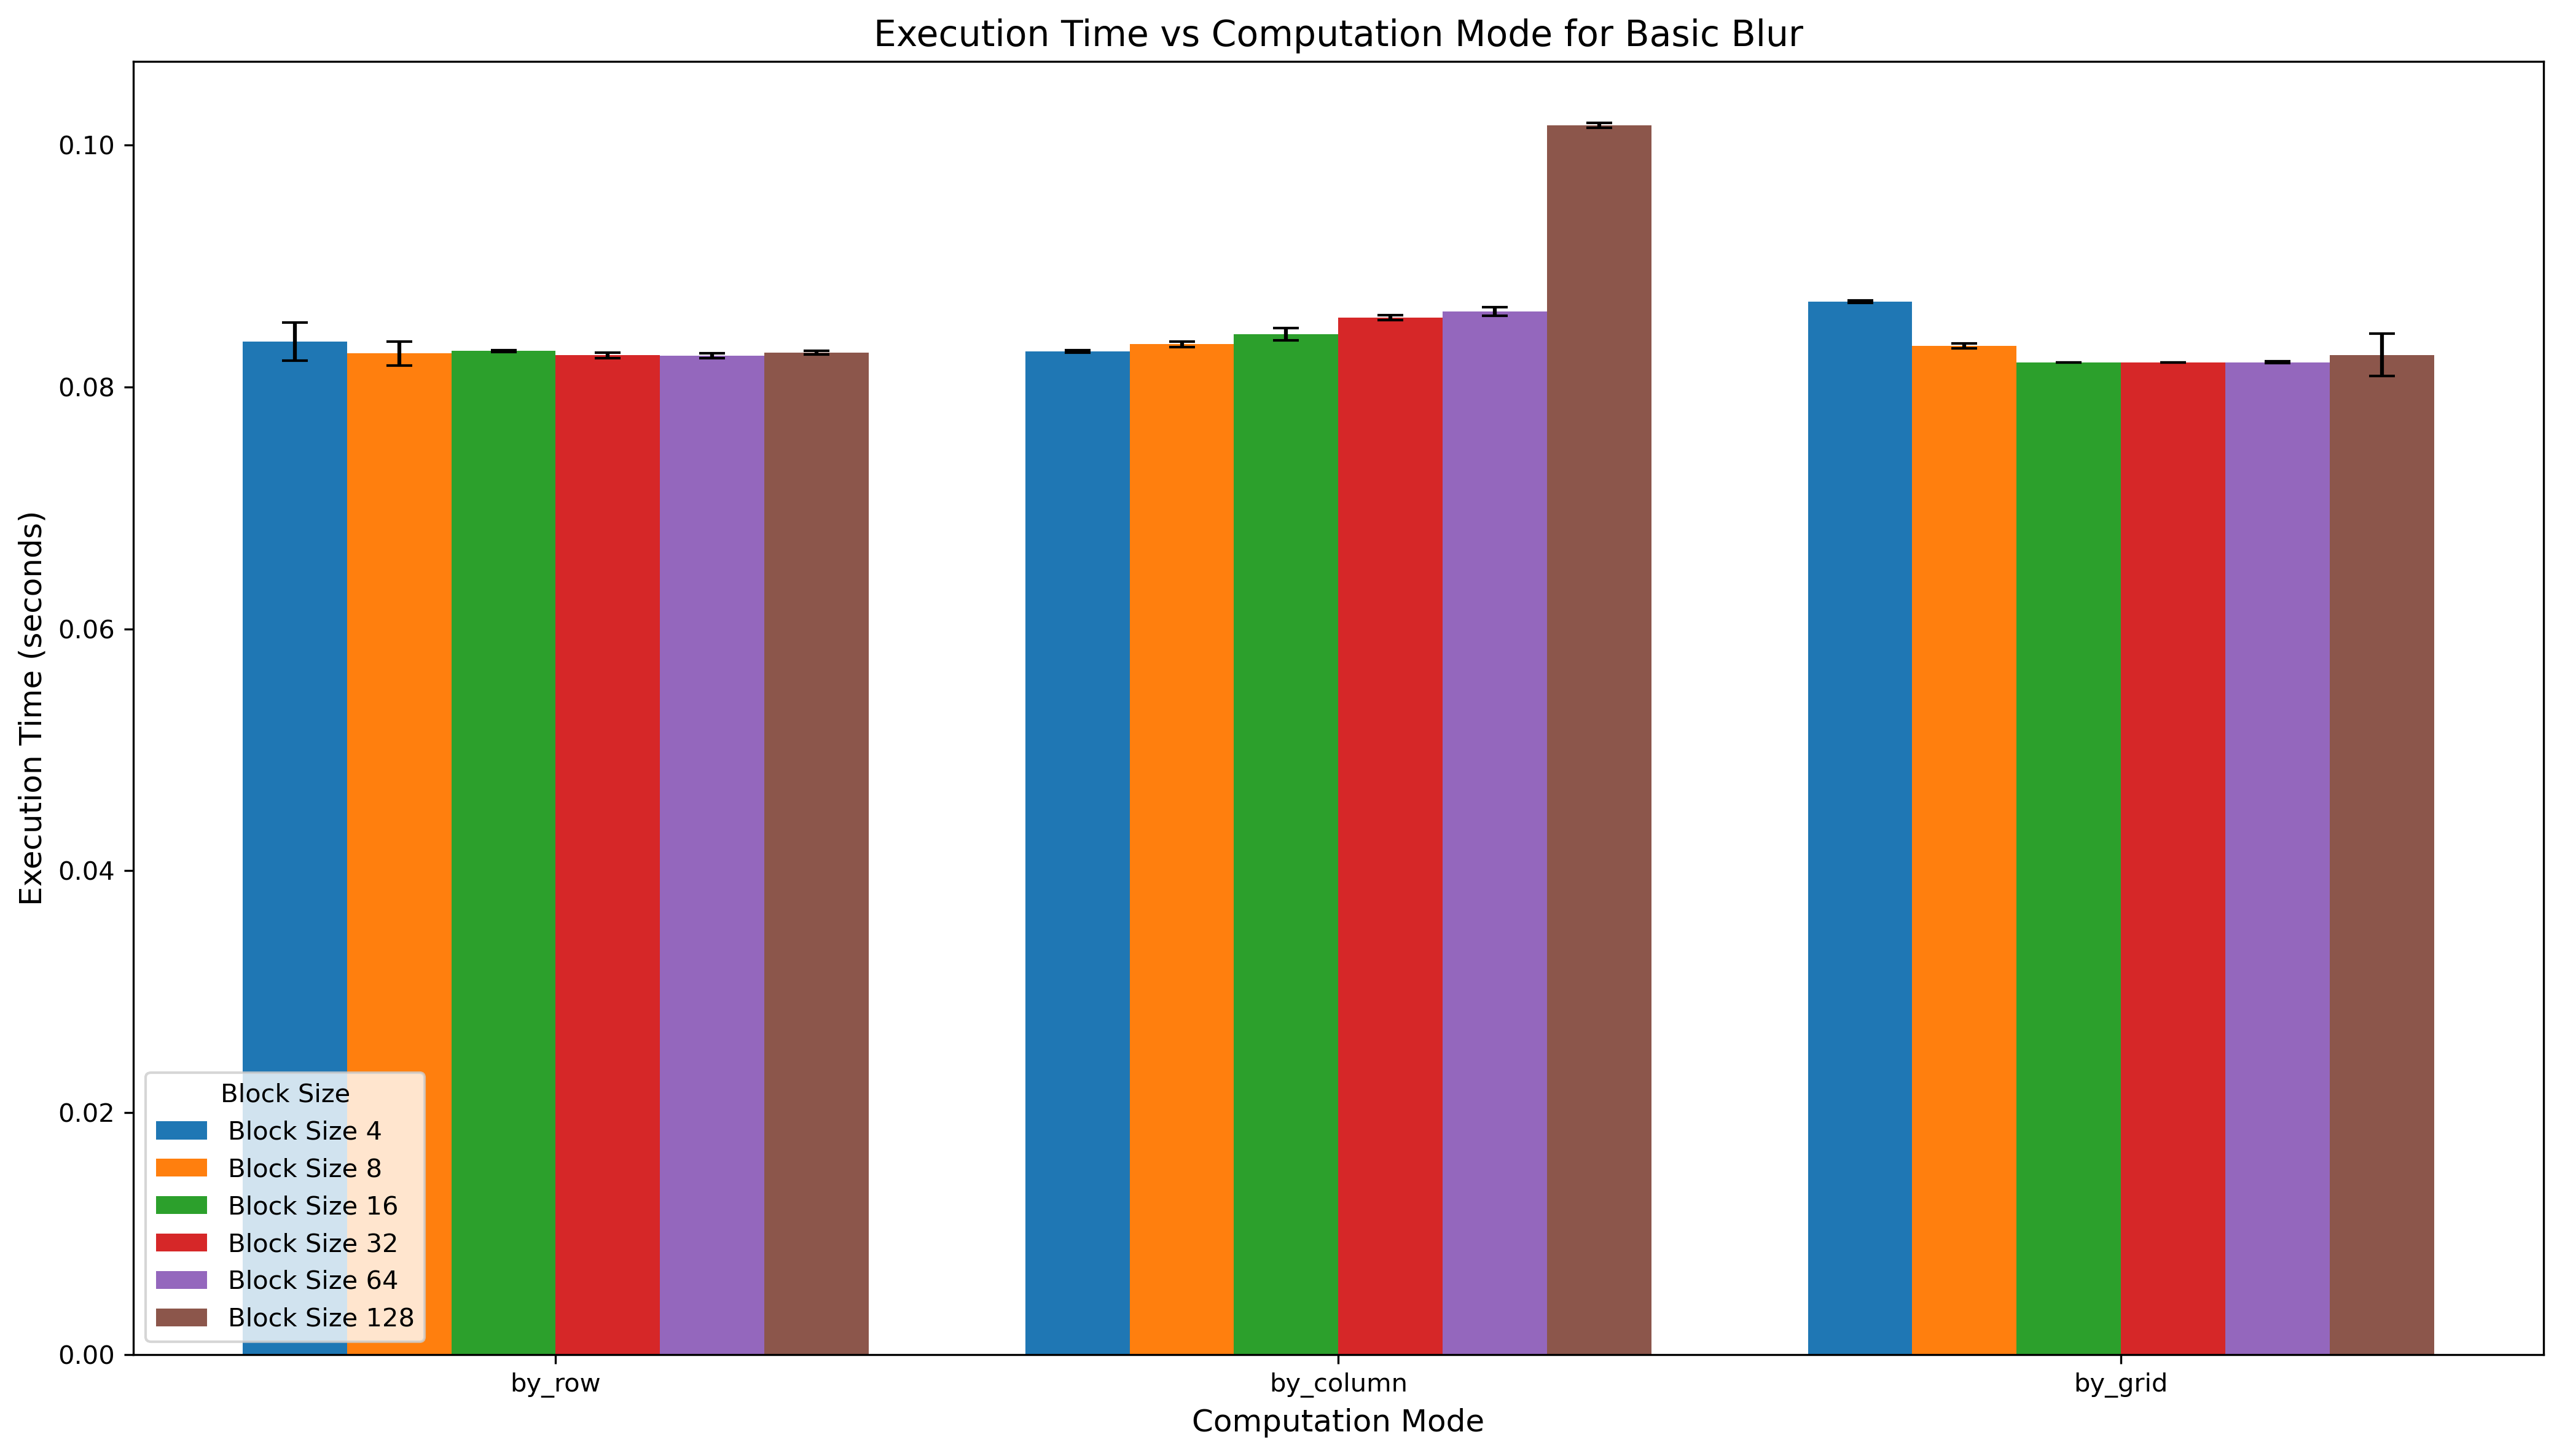 Execution Time vs Computation Mode for Basic Blur
Execution Time (seconds)
0.10
0.08
0.06
0.04
0.02
0.00
Block Size
Block Size 4
Block Size 8
Block Size 16
Block Size 32
Block Size 64
Block Size 128
by_row
by_column
by_grid
Computation Mode